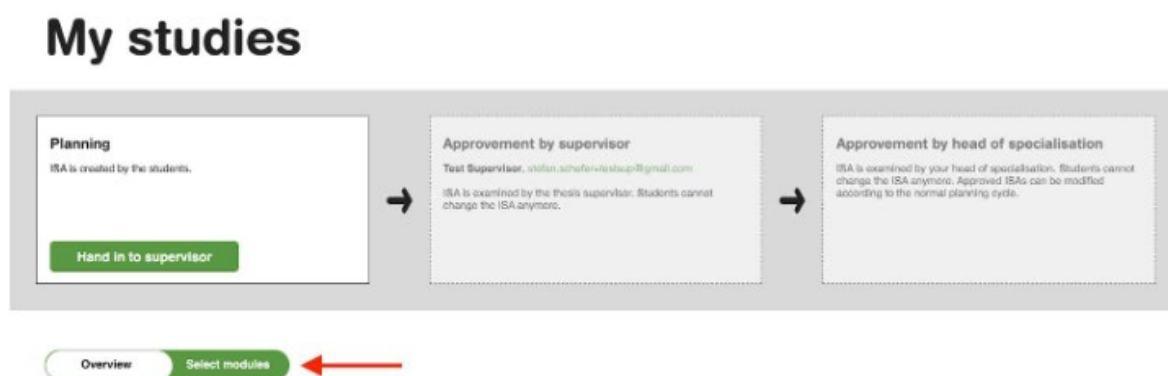 My studies
Planning
ISA is created by the students.
Hand in to supervisor
Approvement by supervisor
Test Supervisor,
ISA is examined by the thesis supervisor. Students cannot
change the ISA anymore.
Approvement by head of specialisation
ISA is examined by your head of specialisation. Students cannot
change the ISA anymore. Approved ISAs can be modified
according to the normal planning cycle.
Overview
Select modules